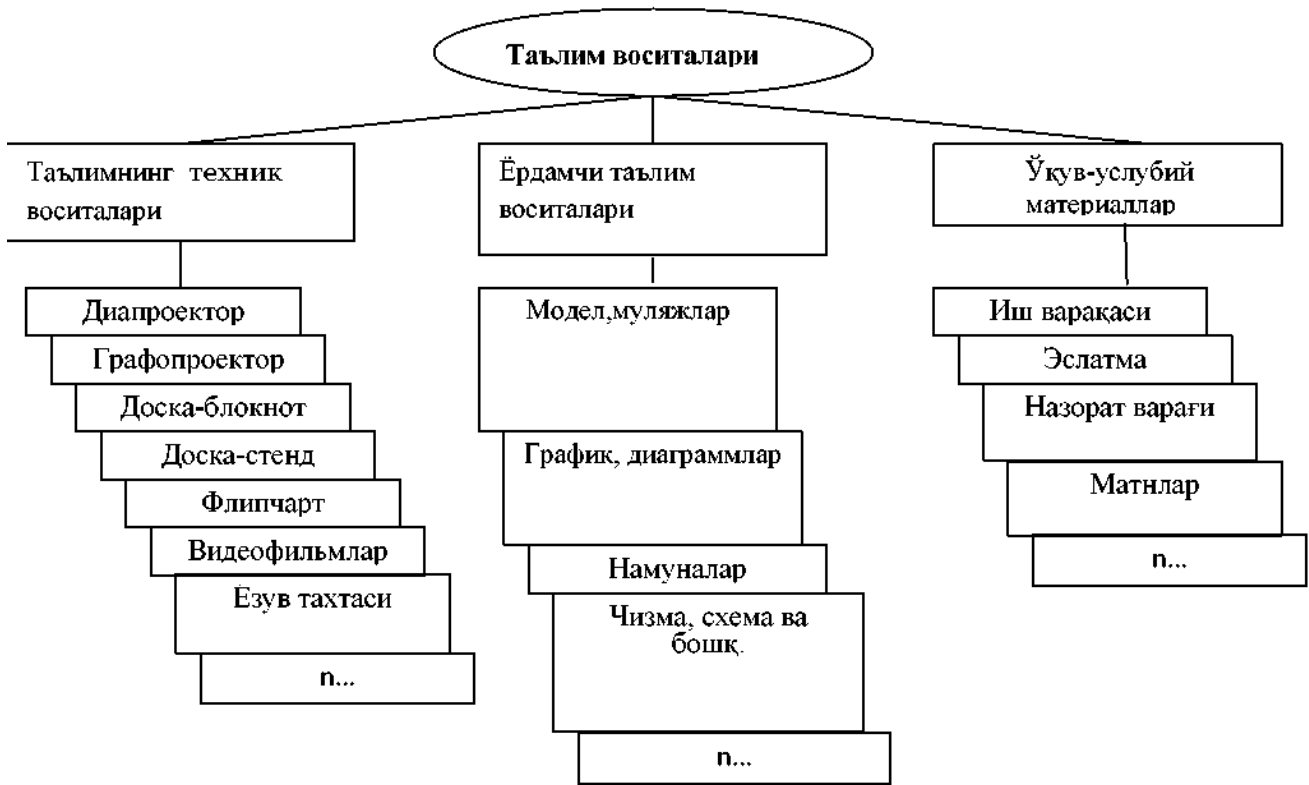 Таълим воситалари
Таълимнинг техник
воситалари
Диапроектор
Графопроектор
Доска-блокнот
Доска-стенд
Флипчарт
Видеофильмлар
Ёзув тахтаси
n...
Ёрдамчи таълим
воситалари
Модел,муляжлар
График, диаграммлар
Намуналар
Чизма, схема ва
бошқ.
n...
Ўқув-услубий
материаллар
Иш варақаси
Эслатма
Назорат варағи
Матнлар
n...